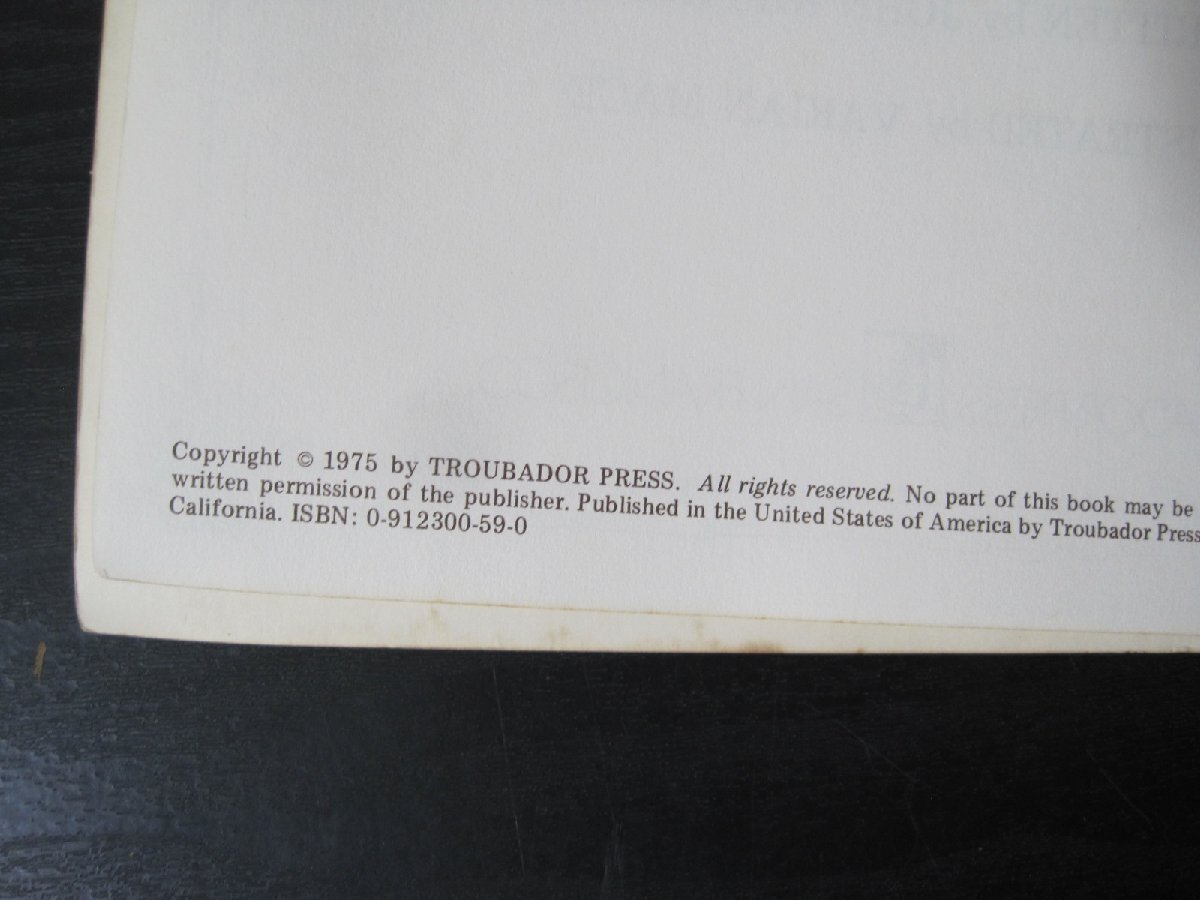 Copyright © 1975 by TROUBADOR PRESS. All rights reserved. No part of this book may be
written permission of the publisher. Published in the United States of America by Troubador Press
California. ISBN: 0-912300-59-0